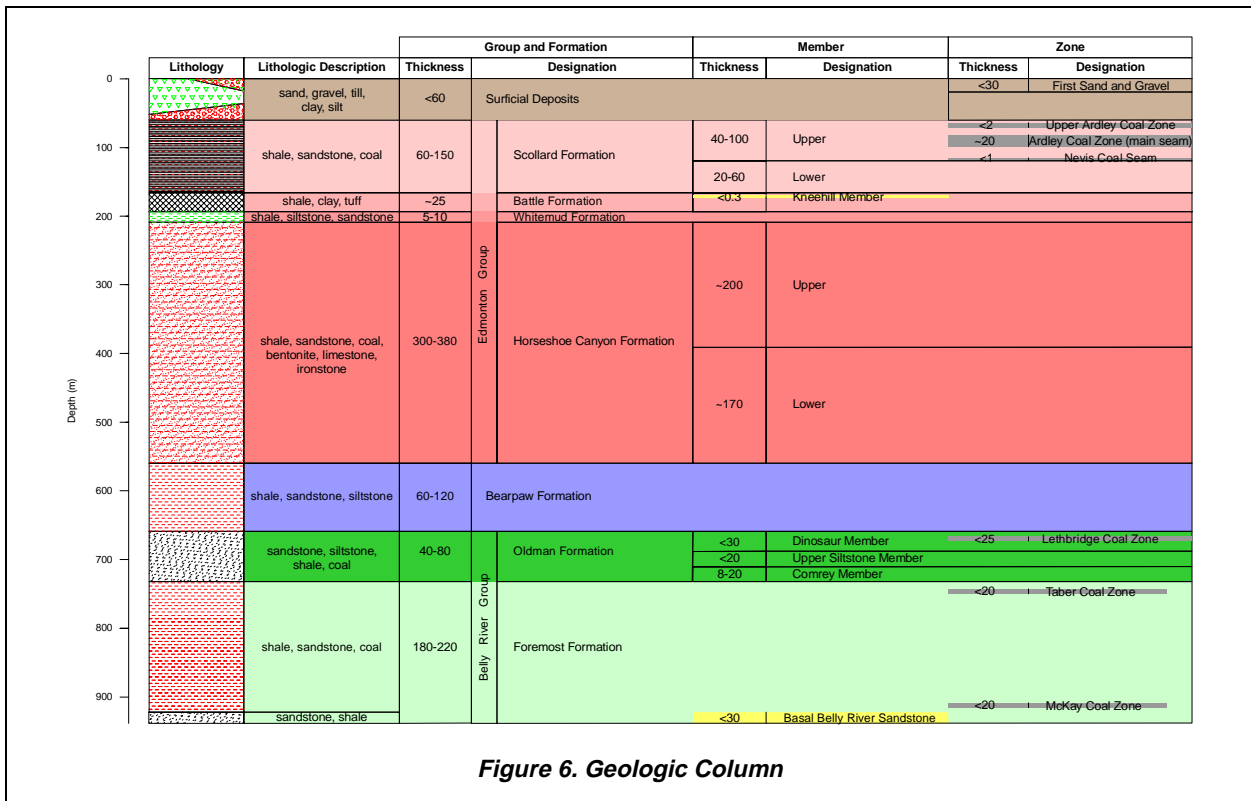 Group and Formation Member Zone
Lithology Lithologic Description Thickness Designation Thickness Designation Thickness Designation
Depth (m)
0
100
200
300
400
500
600
700
800
900
sand, gravel, till,
clay, silt
<60
Surficial Deposits
<30 First Sand and Gravel
Edmonton Group
shale, sandstone, coal
60-150
Scollard Formation
40-100 Upper
<2 Upper Ardley Coal Zone
~20 Ardley Coal Zone (main seam)
<1 Nevis Coal Seam
20-60 Lower
shale, clay, tuff
~25
Battle Formation
<0.3 Kneehill Member
shale, siltstone, sandstone
5-10
Whitemud Formation
shale, sandstone, coal,
bentonite, limestone,
ironstone
300-380
Horseshoe Canyon Formation
~200 Upper
~170 Lower
shale, sandstone, siltstone
60-120
Bearpaw Formation
Belly River Group
sandstone, siltstone,
shale, coal
40-80
Oldman Formation
<30 Dinosaur Member
<25 Lethbridge Coal Zone
<20 Upper Siltstone Member
8-20 Comrey Member
shale, sandstone, coal
180-220
Foremost Formation
<20 Taber Coal Zone
<20 McKay Coal Zone
sandstone, shale
<30 Basal Belly River Sandstone
Figure 6. Geologic Column